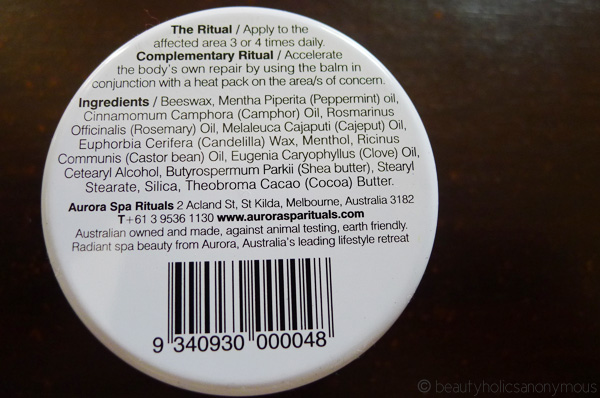 The Ritual / Apply to the
affected area 3 or 4 times daily.
Complementary Ritual / Accelerate
the body's own repair by using the balm in
conjunction with a heat pack on the area/s of concern.
Ingredients / Beeswax, Mentha Piperita (Peppermint) oil,
Cinnamomum Camphora (Camphor) Oil, Rosmarinus
Officinalis (Rosemary) Oil, Melaleuca Cajaputi (Cajeput) Oil,
Euphorbia Cerifera (Candelilla) Wax, Menthol, Ricinus
Communis (Castor bean) Oil, Eugenia Caryophyllus (Clove) Oil,
Cetearyl Alcohol, Butyrospermum Parkii (Shea butter), Stearyl
Stearate, Silica, Theobroma Cacao (Cocoa) Butter.
Aurora Spa Rituals 2 Acland St, St Kilda, Melbourne, Australia 3182
T+61 3 9536 1130 www.aurorasparituals.com
Australian owned and made, against animal testing, earth friendly.
Radiant spa beauty from Aurora, Australia's leading lifestyle retreat
9 340930 000048
© beautyholicsanonymous